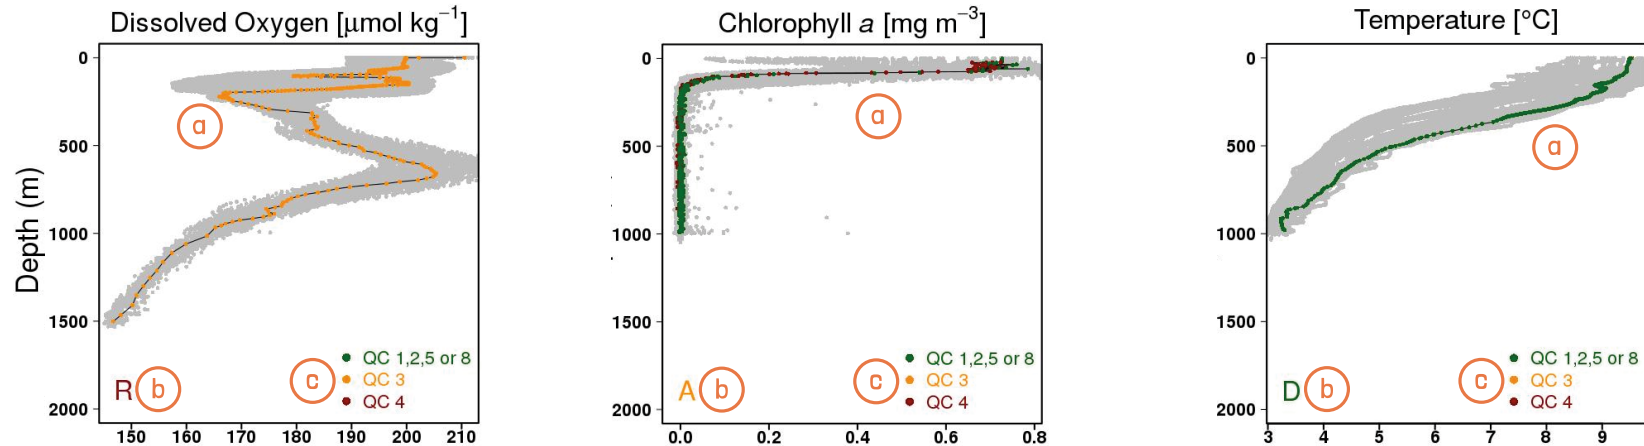 Dissolved Oxygen [μmol kg⁻¹]
Chlorophyll a [mg m⁻³]
Temperature [°C]
Depth (m)
0
500
1000
1500
2000
150 160 170 180 190 200 210
a
R b
c
QC 1,2,5 or 8
QC 3
QC 4
0
500
1000
1500
2000
0.0 0.2 0.4 0.6 0.8
a
A b
c
QC 1,2,5 or 8
QC 3
QC 4
0
500
1000
1500
2000
3 4 5 6 7 8 9
a
D b
c
QC 1,2,5 or 8
QC 3
QC 4